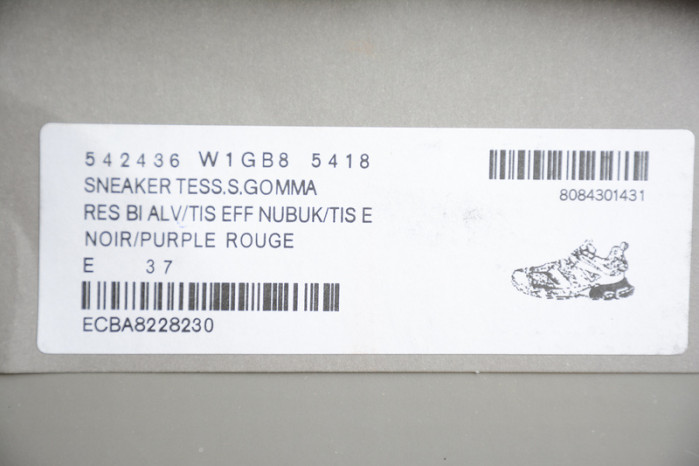 542436 W1GB8 5418
8084301431
SNEAKER TESS.S.GOMMA
RES BI ALV/TIS EFF NUBUK/TIS E
NOIR/PURPLE ROUGE
E 37
ECBA8228230